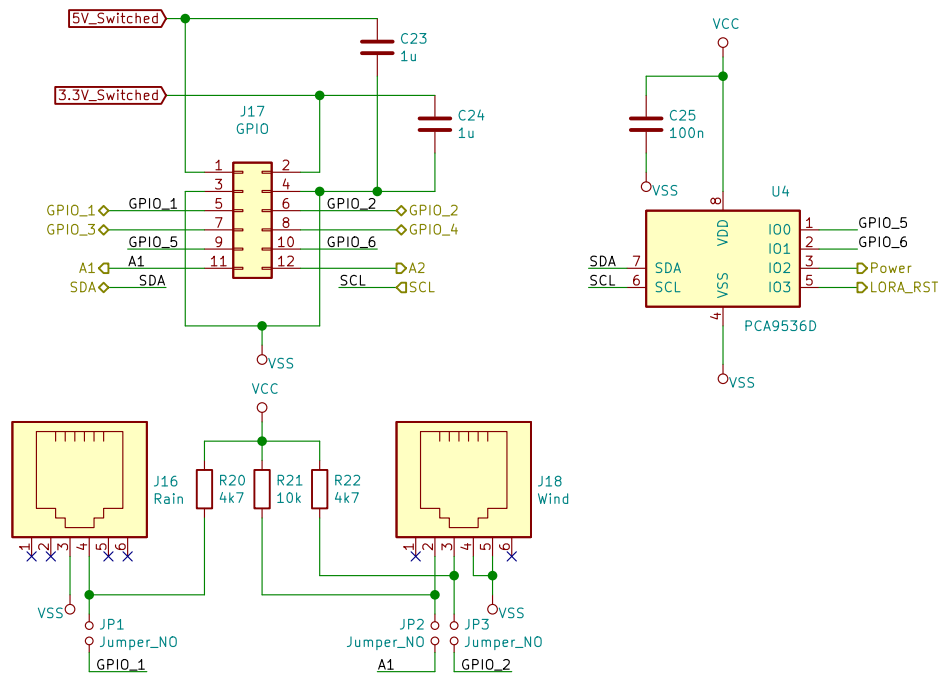 5V_Switched
C23
1u
3.3V_Switched
J17
GPIO
C24
1u
1 2
3 4
GPIO_1 GPIO_1 5 6 GPIO_2 GPIO_2
GPIO_3 7 8 GPIO_4
GPIO_5 9 10 GPIO_6
A1 A1 11 12 A2
SDA SDA SCL SCL
VSS
VCC
C25
100n
VSS
U4
8
VDD
IO0 1 GPIO_5
IO1 2 GPIO_6
SDA 7 SDA IO2 3 Power
SCL 6 SCL IO3 5 LORA_RST
VSS
4
PCA9536D
VSS
VCC
J16
Rain
R20
4k7
R21
10k
R22
4k7
J18
Wind
1 2 3 4 5 6
1 2 3 4 5 6
VSS
VSS
JP1
Jumper_NO
GPIO_1
JP2
Jumper_NO
A1
JP3
Jumper_NO
GPIO_2